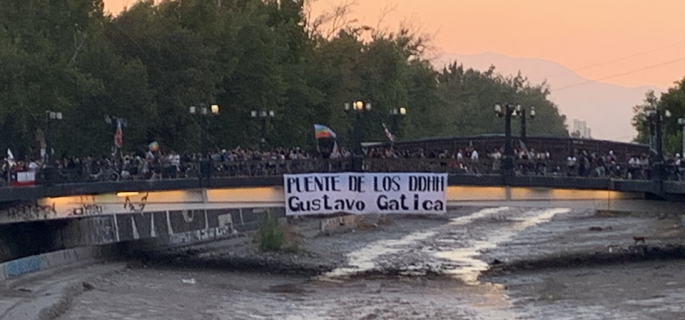 PUENTE DE LOS DDHH
Gustavo Gatica